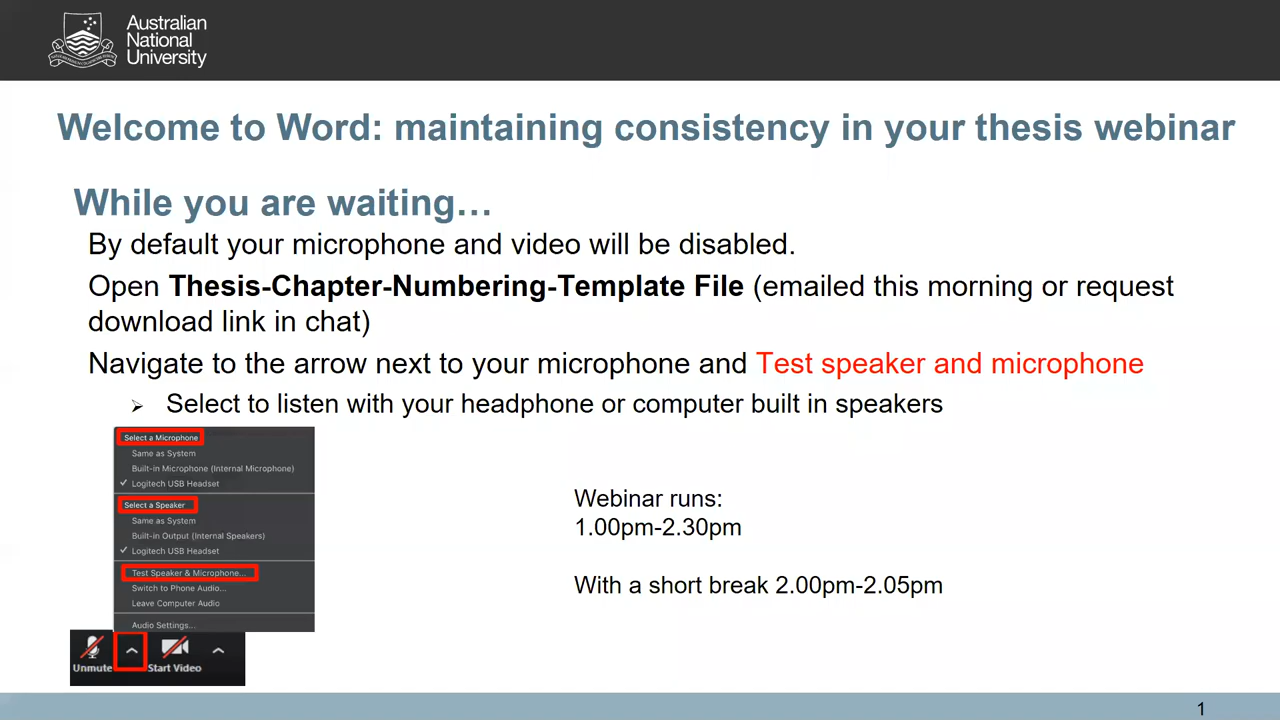 Australian
National
University
Welcome to Word: maintaining consistency in your thesis webinar
While you are waiting…
By default your microphone and video will be disabled.
Open Thesis-Chapter-Numbering-Template File (emailed this morning or request
download link in chat)
Navigate to the arrow next to your microphone and Test speaker and microphone
➢ Select to listen with your headphone or computer built in speakers
Select a Microphone
Same as System
Built-in Microphone (Internal Microphone)
✓ Logitech USB Headset
Select a Speaker
Same as System
Built-in Output (Internal Speakers)
✓ Logitech USB Headset
Test Speaker & Microphone...
Switch to Phone Audio...
Leave Computer Audio
Audio Settings...
Unmute
Start Video
Webinar runs:
1.00pm-2.30pm
With a short break 2.00pm-2.05pm
1